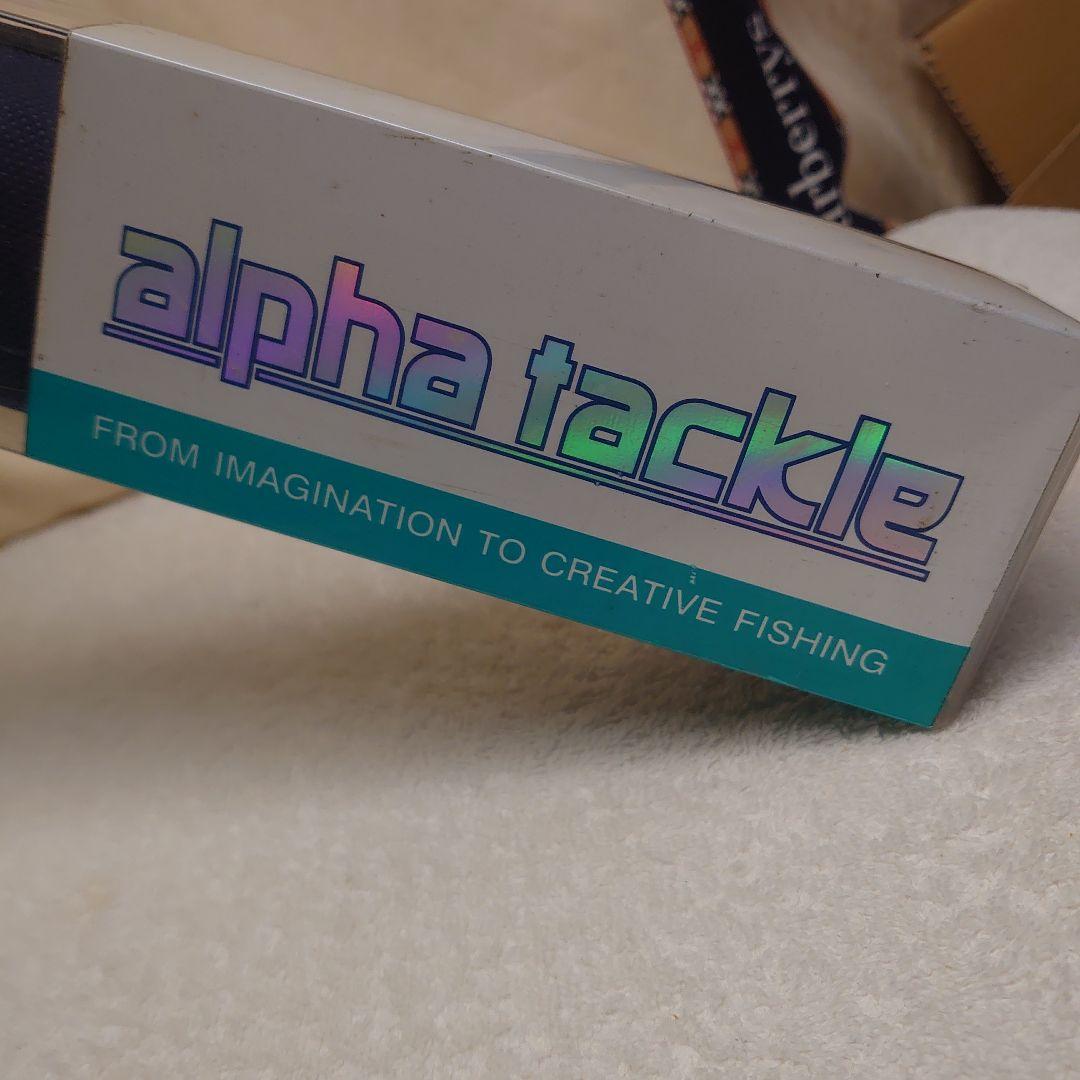 alpha tackle
FROM IMAGINATION TO CREATIVE FISHING